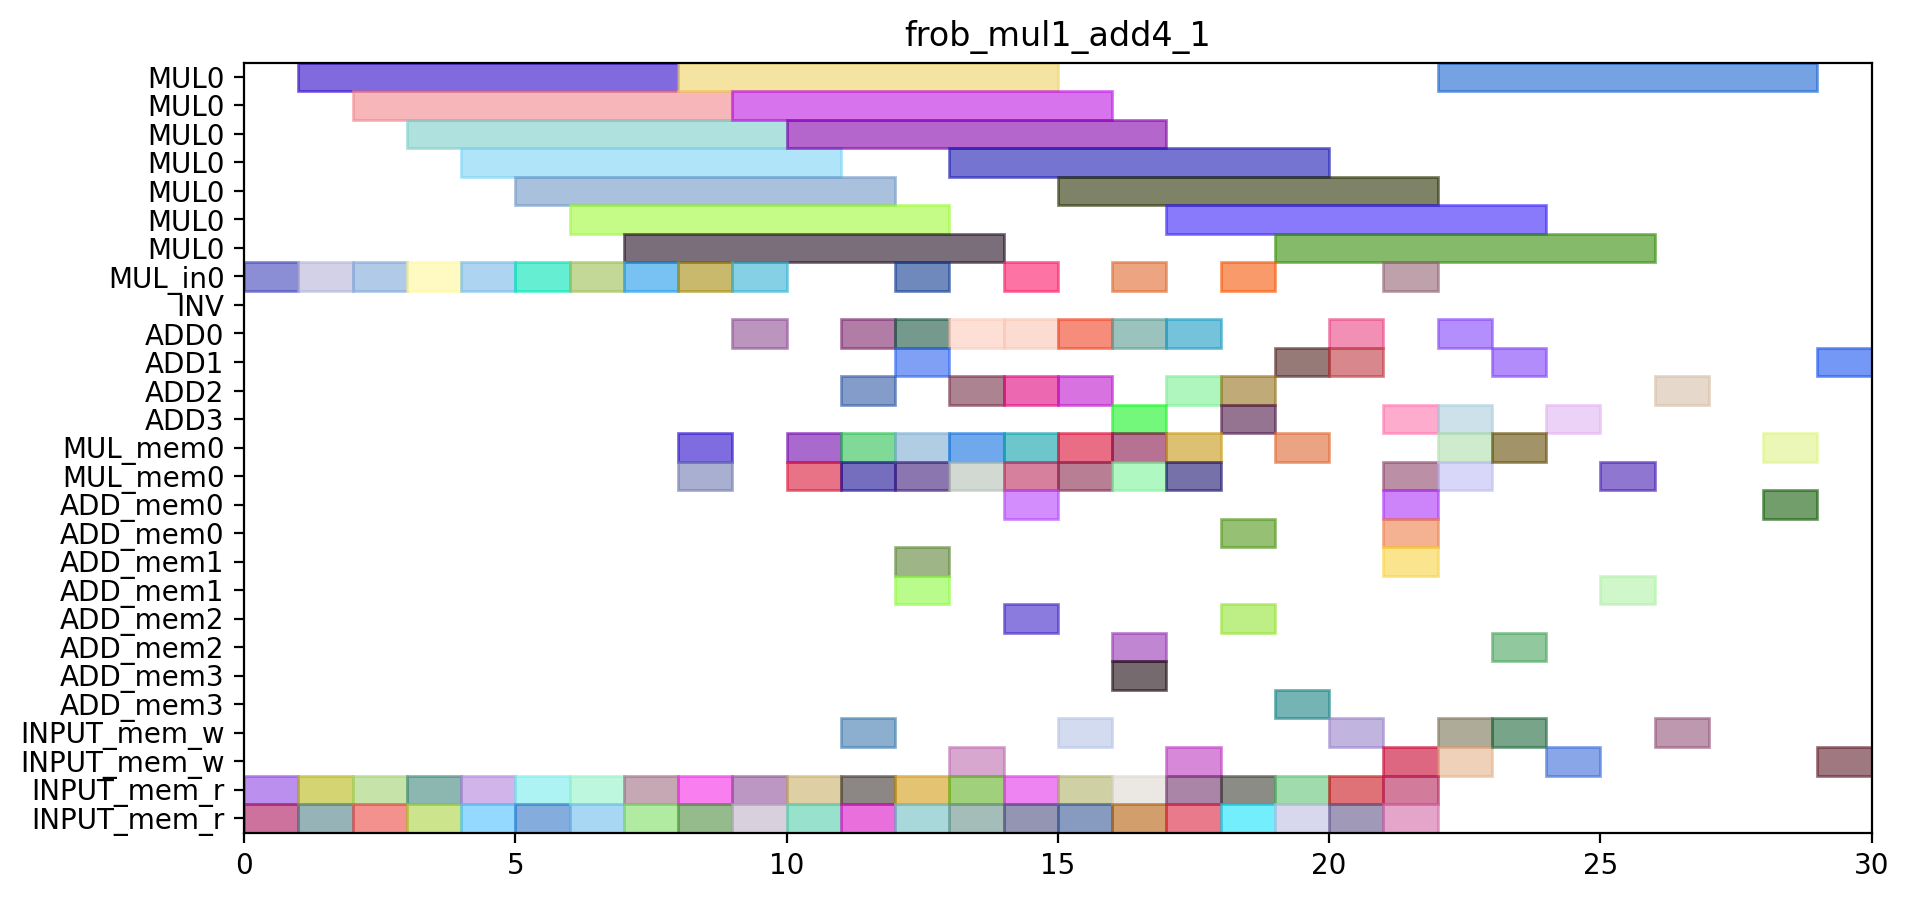 frob_mul1_add4_1
MUL0
MUL0
MUL0
MUL0
MUL0
MUL0
MUL0
MUL_in0
INV
ADD0
ADD1
ADD2
ADD3
MUL_mem0
MUL_mem0
ADD_mem0
ADD_mem0
ADD_mem1
ADD_mem1
ADD_mem2
ADD_mem2
ADD_mem3
ADD_mem3
INPUT_mem_w
INPUT_mem_w
INPUT_mem_r
INPUT_mem_r
0 5 10 15 20 25 30